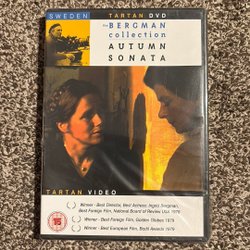 SWEDEN
TARTAN DVD
the BERGMAN
collection
AUTUMN
SONATA
TARTAN VIDEO
Winner - Best Director, Best Actress: Ingrid Bergman,
Best Foreign Film, National Board of Review USA 1978
Winner - Best Foreign Film, Golden Globes 1979
Winner - Best European Film, Bodil Awards 1979
15